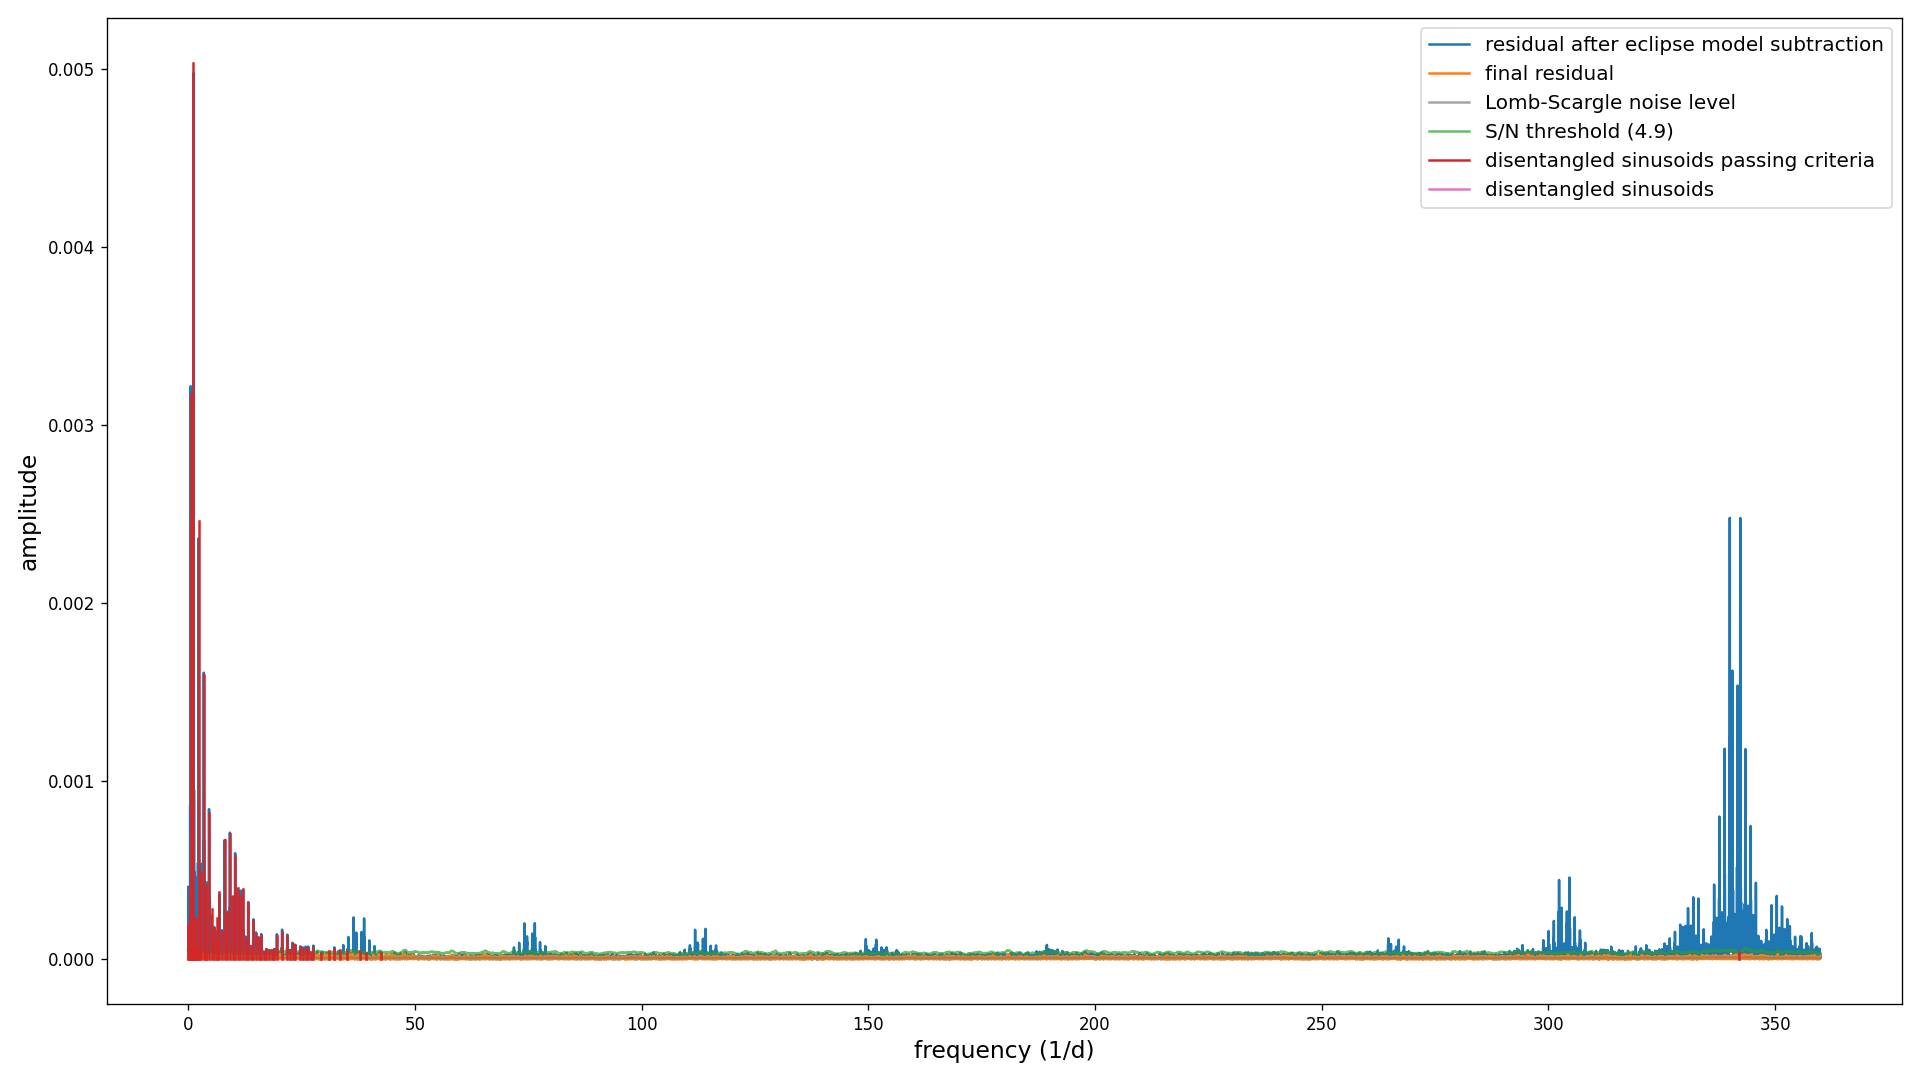 residual after eclipse model subtraction
final residual
Lomb-Scargle noise level
S/N threshold (4.9)
disentangled sinusoids passing criteria
disentangled sinusoids
0.005
0.004
0.003
0.002
0.001
0.000
amplitude
0 50 100 150 200 250 300 350
frequency (1/d)